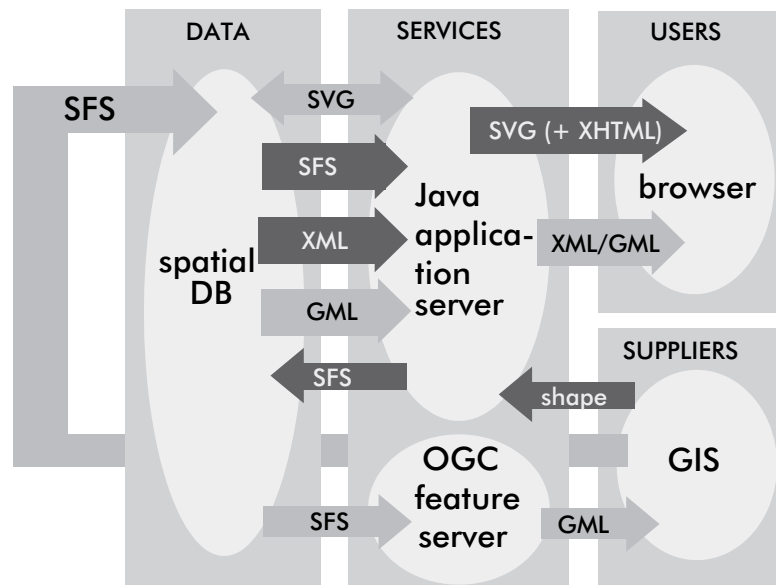 DATA
SERVICES
USERS
SFS
SVG
SVG (+ XHTML)
SFS
Java
applica-
tion
server
browser
XML
XML/GML
spatial
DB
GML
SFS
SUPPLIERS
shape
OGC
feature
server
GIS
SFS
GML